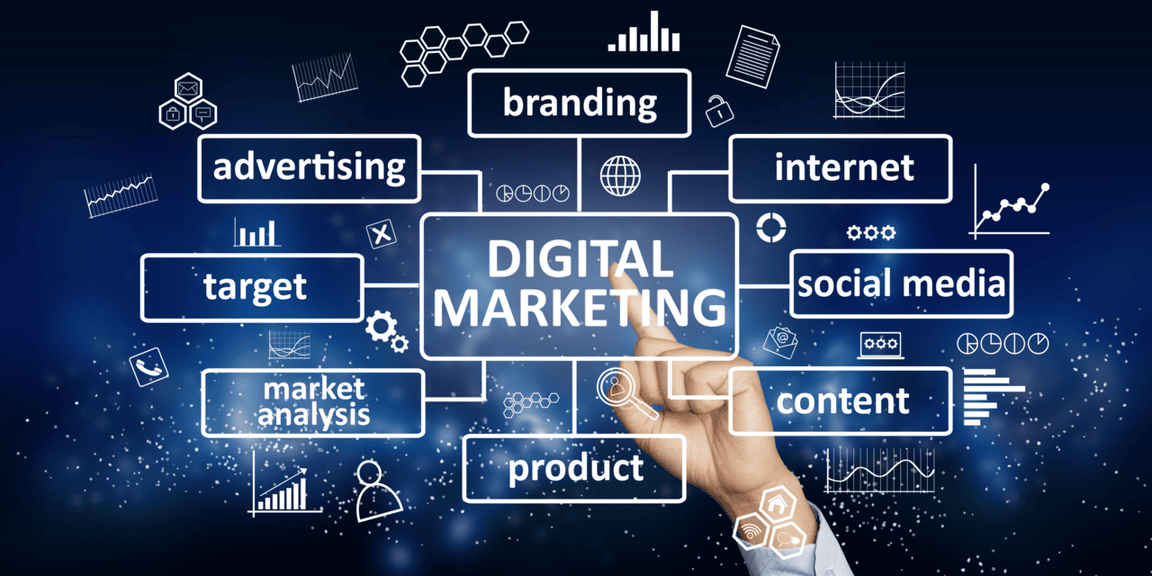 branding
advertising
internet
DIGITAL
MARKETING
target
social media
market
analysis
content
product